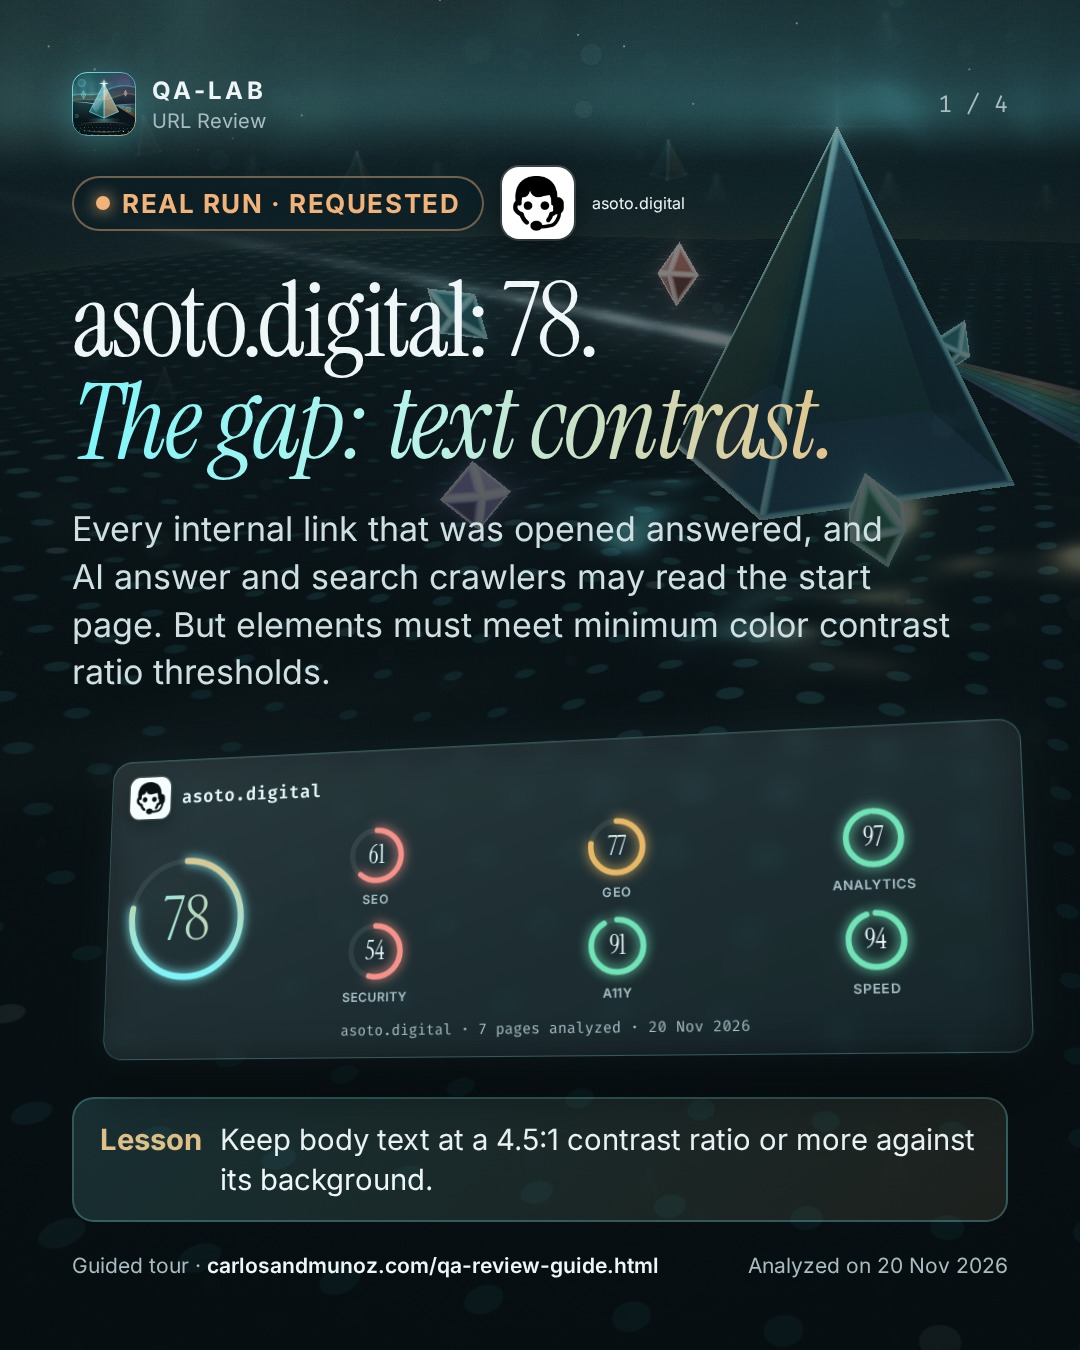 QA-LAB
URL Review
1 / 4
REAL RUN · REQUESTED
asoto.digital
asoto.digital: 78.
The gap: text contrast.
Every internal link that was opened answered, and
AI answer and search crawlers may read the start
page. But elements must meet minimum color contrast
ratio thresholds.
asoto.digital
78
61
SEO
77
GEO
97
ANALYTICS
54
SECURITY
91
A11Y
94
SPEED
asoto.digital · 7 pages analyzed · 20 Nov 2026
Lesson Keep body text at a 4.5:1 contrast ratio or more against
its background.
Guided tour · carlosandmunoz.com/qa-review-guide.html
Analyzed on 20 Nov 2026